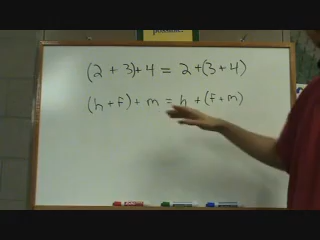 (2 + 3) + 4 = 2 + (3 + 4)
(h + f) + m = h + (f + m)